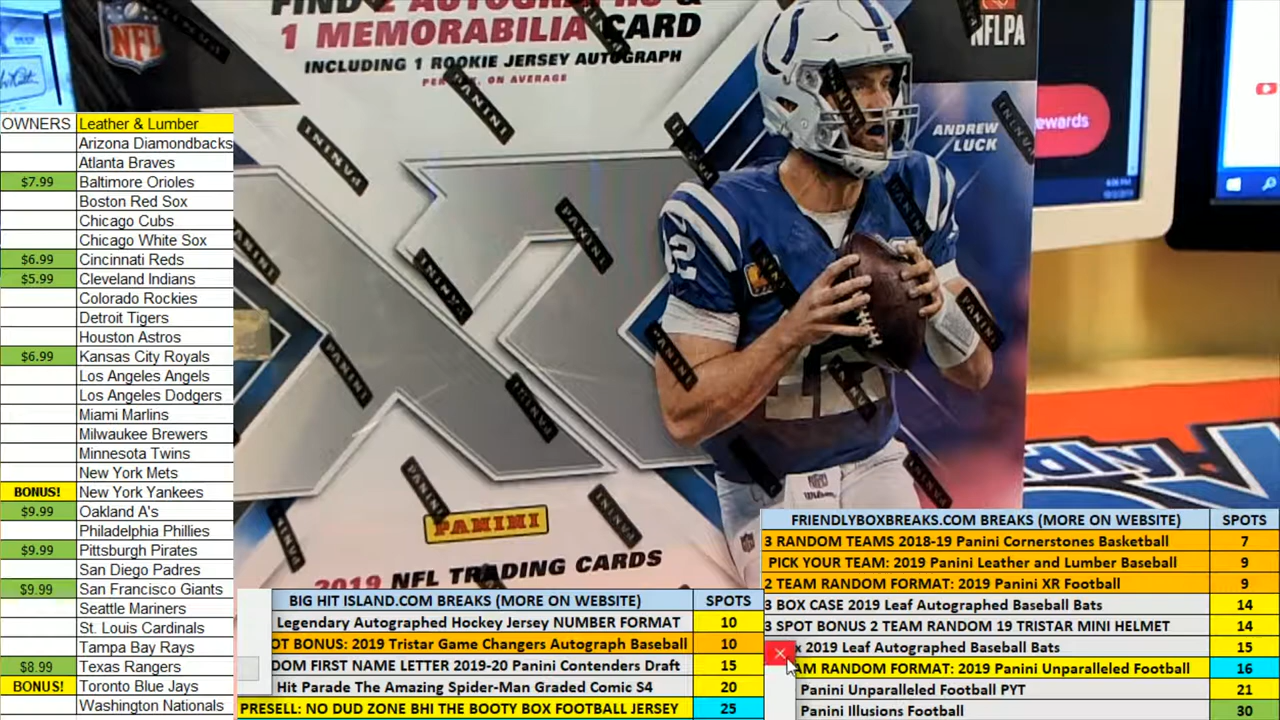 FIND 2 AUTOGRAPHS &
1 MEMORABILIA CARD
INCLUDING 1 ROOKIE JERSEY AUTOGRAPH
ON AVERAGE
NFL
NFLPA
ANDREW
LUCK
ewards
PANINI
2019 NFL TRADING CARDS
OWNERS Leather & Lumber
Arizona Diamondbacks
Atlanta Braves
$7.99 Baltimore Orioles
Boston Red Sox
Chicago Cubs
Chicago White Sox
$6.99 Cincinnati Reds
$5.99 Cleveland Indians
Colorado Rockies
Detroit Tigers
Houston Astros
$6.99 Kansas City Royals
Los Angeles Angels
Los Angeles Dodgers
Miami Marlins
Milwaukee Brewers
Minnesota Twins
New York Mets
BONUS! New York Yankees
$9.99 Oakland A's
Philadelphia Phillies
$9.99 Pittsburgh Pirates
San Diego Padres
$9.99 San Francisco Giants
Seattle Mariners
St. Louis Cardinals
Tampa Bay Rays
$8.99 Texas Rangers
BONUS! Toronto Blue Jays
Washington Nationals
BIG HIT ISLAND.COM BREAKS (MORE ON WEBSITE) SPOTS
Legendary Autographed Hockey Jersey NUMBER FORMAT 10
OT BONUS: 2019 Tristar Game Changers Autograph Baseball 10
DOM FIRST NAME LETTER 2019-20 Panini Contenders Draft 15
Hit Parade The Amazing Spider-Man Graded Comic S4 20
PRESELL: NO DUD ZONE BHI THE BOOTY BOX FOOTBALL JERSEY 25
FRIENDLYBOXBREAKS.COM BREAKS (MORE ON WEBSITE) SPOTS
3 RANDOM TEAMS 2018-19 Panini Cornerstones Basketball 7
PICK YOUR TEAM: 2019 Panini Leather and Lumber Baseball 9
2 TEAM RANDOM FORMAT: 2019 Panini XR Football 9
3 BOX CASE 2019 Leaf Autographed Baseball Bats 14
3 SPOT BONUS 2 TEAM RANDOM 19 TRISTAR MINI HELMET 14
x 2019 Leaf Autographed Baseball Bats 15
AM RANDOM FORMAT: 2019 Panini Unparalleled Football 16
Panini Unparalleled Football PYT 21
Panini Illusions Football 30